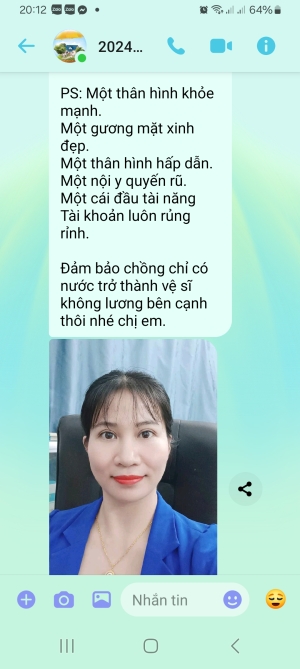 20:12
64%
2024...
PS: Một thân hình khỏe
mạnh.
Một gương mặt xinh
đẹp.
Một thân hình hấp dẫn.
Một nội y quyến rũ.
Một cái đầu tài năng
Tài khoản luôn rủng
rỉnh.
Đảm bảo chồng chỉ có
nước trở thành vệ sĩ
không lương bên cạnh
thôi nhé chị em.
Nhắn tin